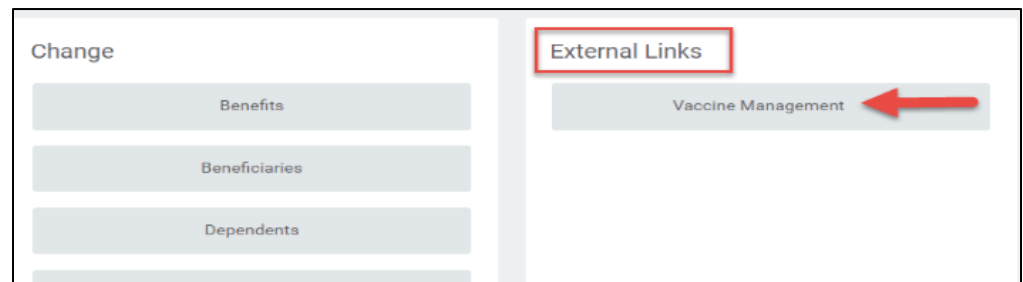 Change
Benefits
Beneficiaries
Dependents
External Links
Vaccine Management